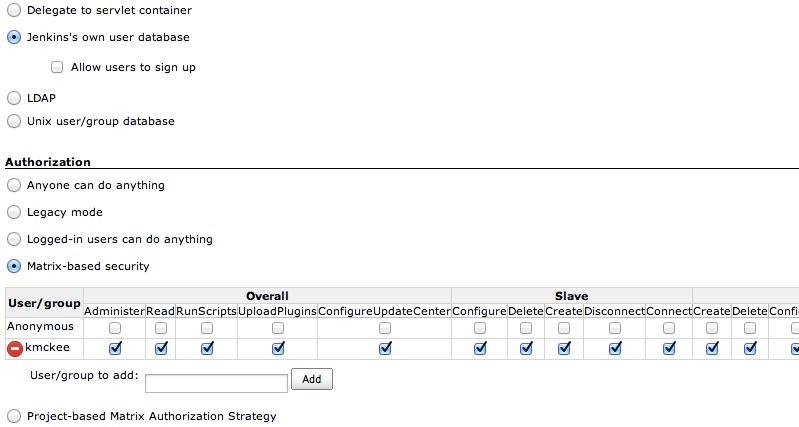 Delegate to servlet container
Jenkins's own user database
Allow users to sign up
LDAP
Unix user/group database
Authorization
Anyone can do anything
Legacy mode
Logged-in users can do anything
Matrix-based security
User/group Overall Slave
Administer Read RunScripts UploadPlugins ConfigureUpdateCenter Configure Delete Create Disconnect Connect Create Delete Confi
Anonymous
kmckee
User/group to add: Add
Project-based Matrix Authorization Strategy